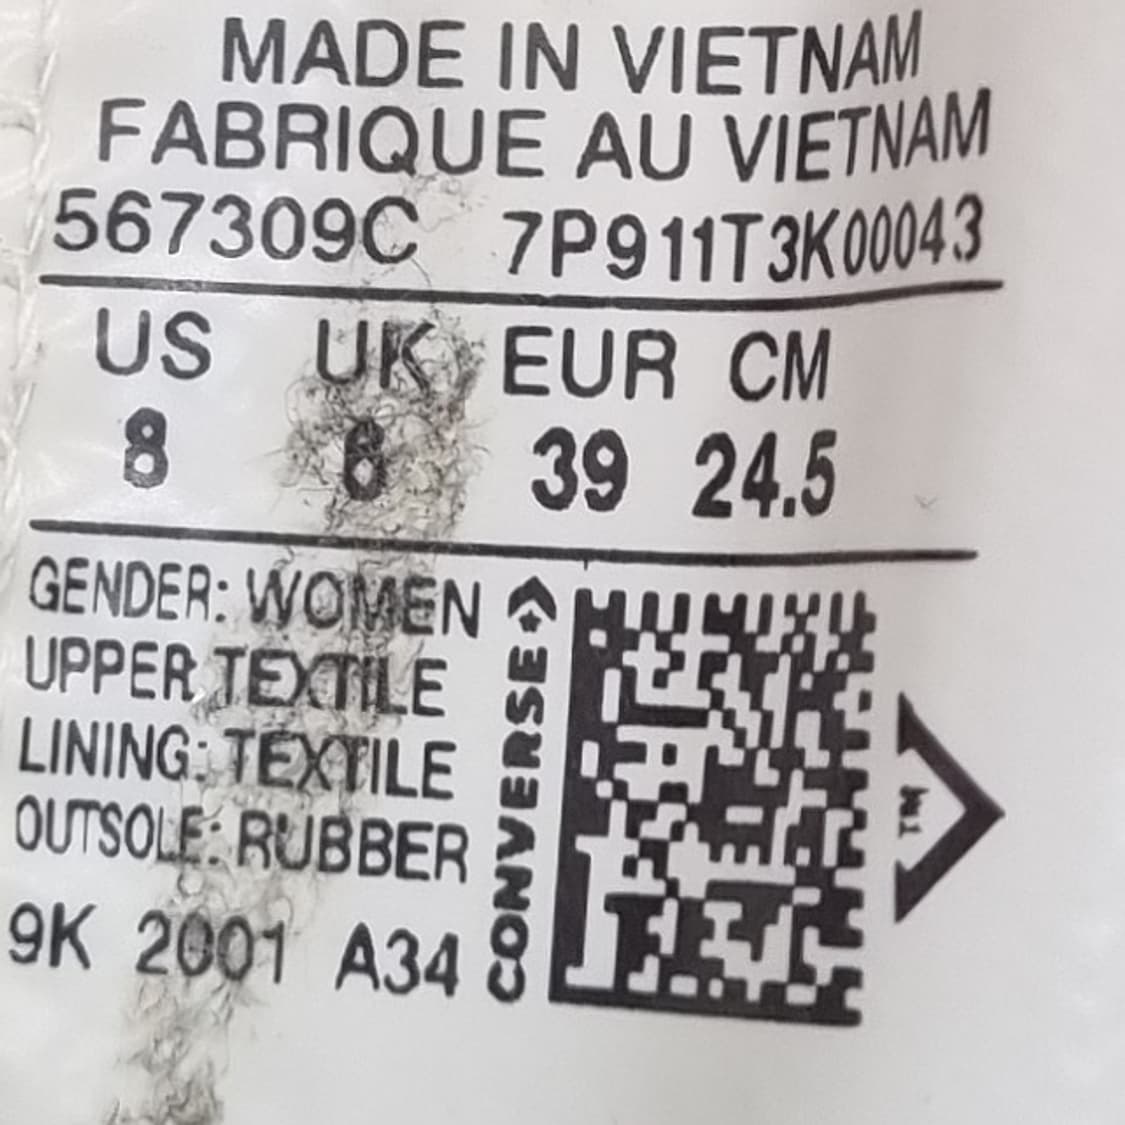 MADE IN VIETNAM
FABRIQUE AU VIETNAM
567309C 7P911T3K00043
US UK EUR CM
8 6 39 24.5
GENDER: WOMEN
UPPER: TEXTILE
LINING: TEXTILE
OUTSOLE: RUBBER
9K 2001 A34
CONVERSE